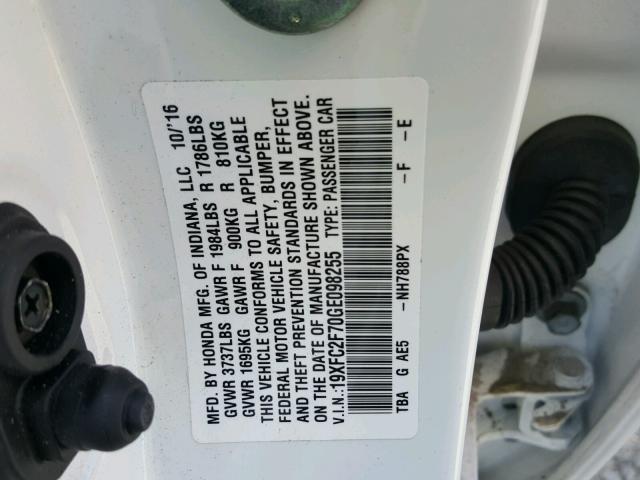 MFD. BY HONDA MFG. OF INDIANA, LLC 10/'16
GVWR 3737LBS GAWR F 1984LBS R 1786LBS
GVWR 1695KG GAWR F 900KG R 810KG
THIS VEHICLE CONFORMS TO ALL APPLICABLE
FEDERAL MOTOR VEHICLE SAFETY, BUMPER,
AND THEFT PREVENTION STANDARDS IN EFFECT
ON THE DATE OF MANUFACTURE SHOWN ABOVE.
V.I.N.:19XFC2F70GE098255 TYPE: PASSENGER CAR
TBA G AE5 -NH788PX -F -E